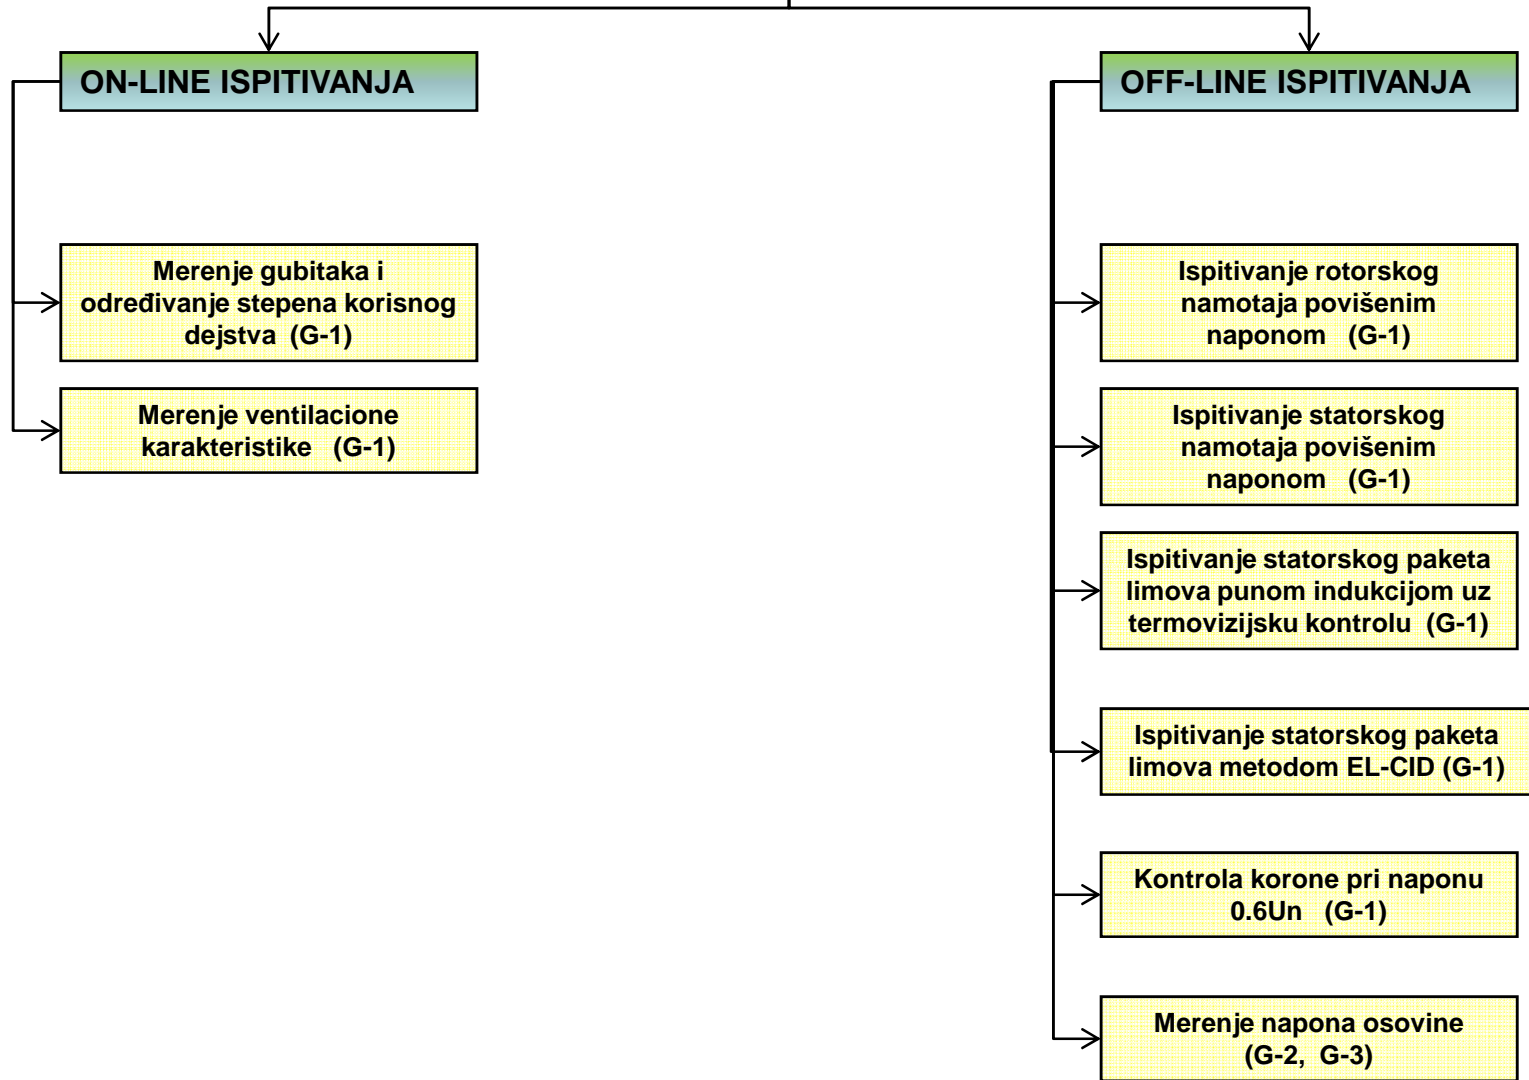 ON-LINE ISPITIVANJA
Merenje gubitaka i
određivanje stepena korisnog
dejstva (G-1)
Merenje ventilacione
karakteristike (G-1)
OFF-LINE ISPITIVANJA
Ispitivanje rotorskog
namotaja povišenim
naponom (G-1)
Ispitivanje statorskog
namotaja povišenim
naponom (G-1)
Ispitivanje statorskog paketa
limova punom indukcijom uz
termovizijsku kontrolu (G-1)
Ispitivanje statorskog paketa
limova metodom EL-CID (G-1)
Kontrola korone pri naponu
0.6Un (G-1)
Merenje napona osovine
(G-2, G-3)